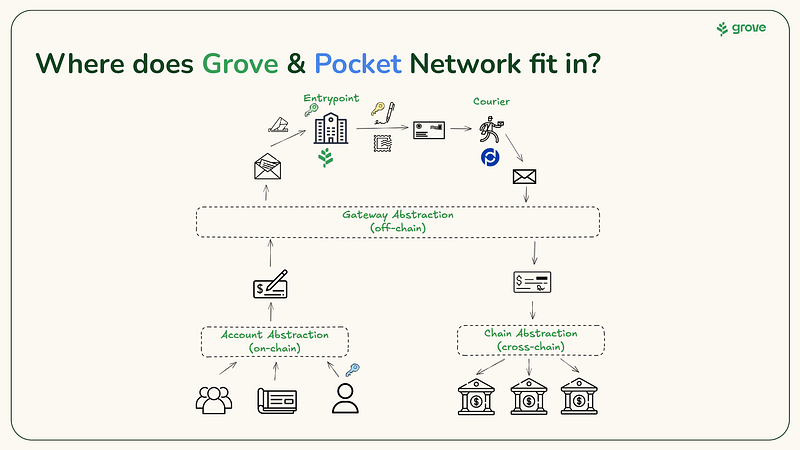 grove
Where does Grove & Pocket Network fit in?
Entrypoint
Courier
Gateway Abstraction
(off-chain)
Account Abstraction
(on-chain)
Chain Abstraction
(cross-chain)